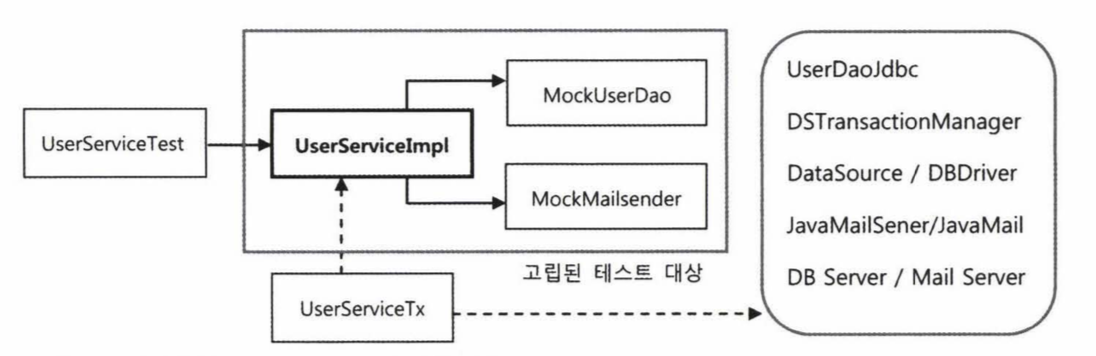 UserDaoJdbc
MockUserDao
DSTransactionManager
UserServiceTest
UserServiceImpl
DataSource / DBDriver
MockMailsender
JavaMailSener/JavaMail
고립된 테스트 대상
DB Server / Mail Server
UserServiceTx